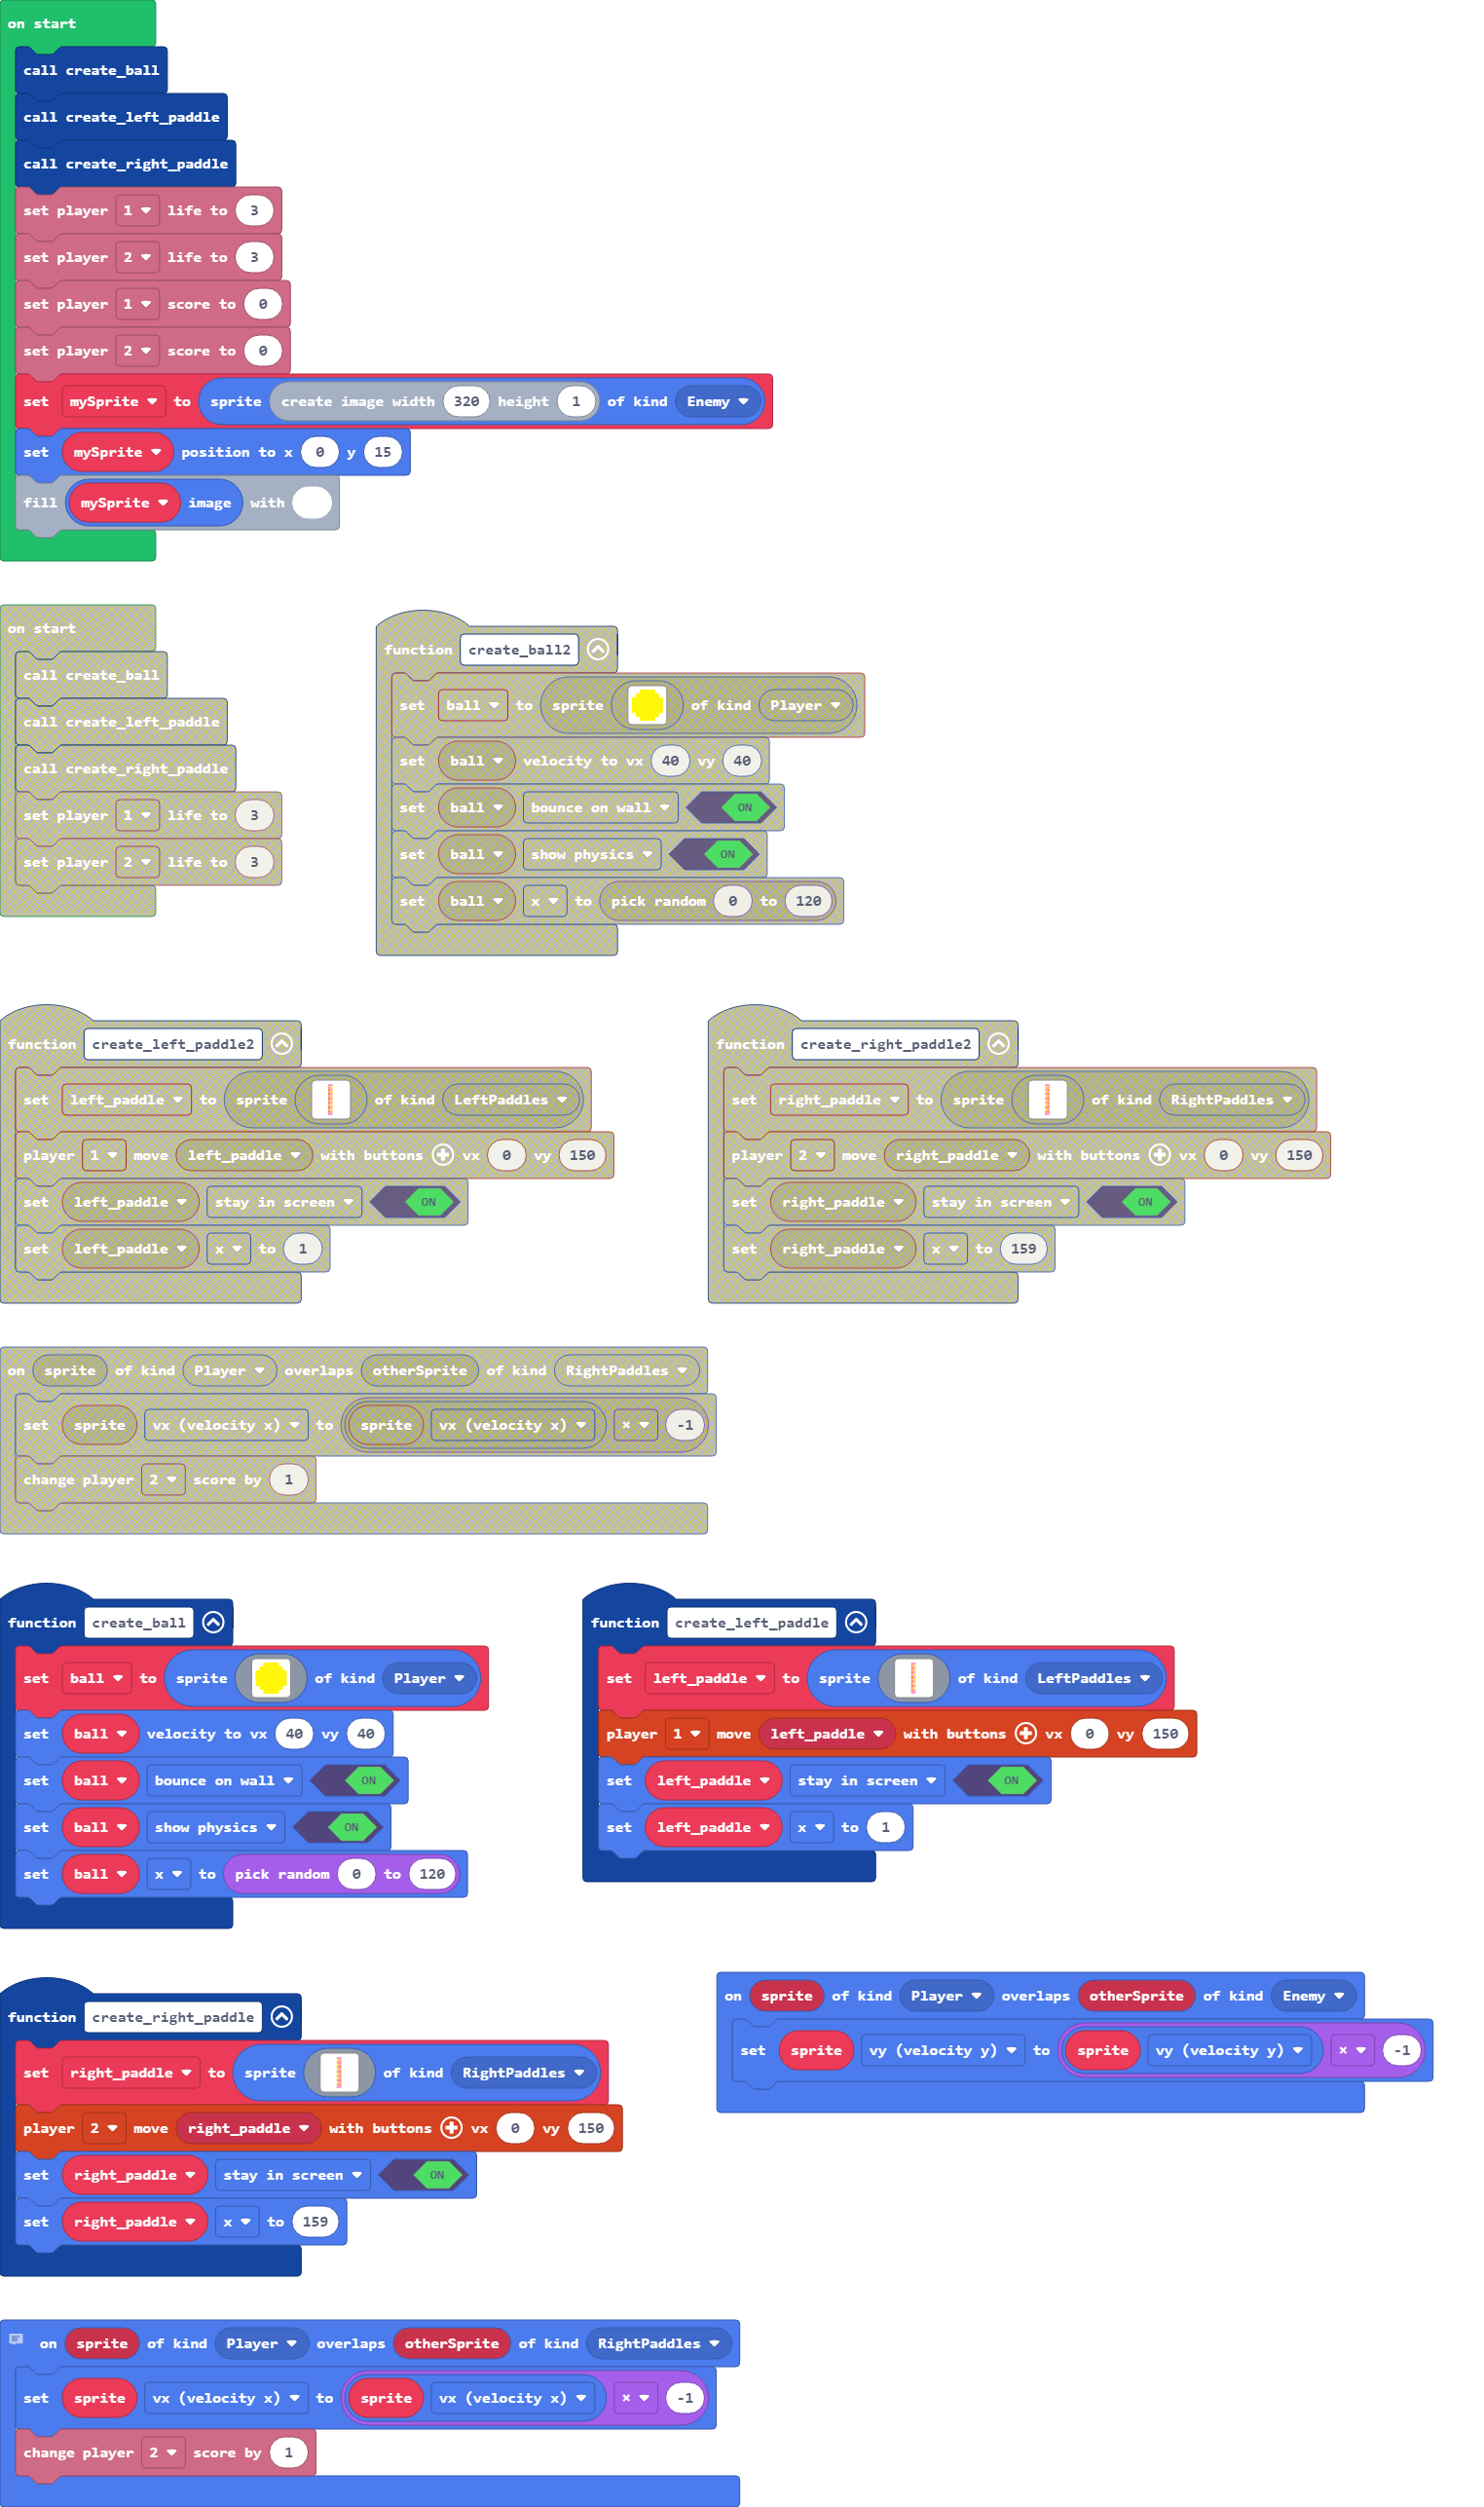 on start
call create_ball
call create_left_paddle
call create_right_paddle
set player 1 life to 3
set player 2 life to 3
set player 1 score to 0
set player 2 score to 0
set mySprite to sprite create image width 320 height 1 of kind Enemy
set mySprite position to x 0 y 15
fill mySprite image with
on start
call create_ball
call create_left_paddle
call create_right_paddle
set player 1 life to 3
set player 2 life to 3
function create_ball2
set ball to sprite of kind Player
set ball velocity to vx 40 vy 40
set ball bounce on wall ON
set ball show physics ON
set ball x to pick random 0 to 120
function create_left_paddle2
set left_paddle to sprite of kind LeftPaddles
player 1 move left_paddle with buttons vx 0 vy 150
set left_paddle stay in screen ON
set left_paddle x to 1
function create_right_paddle2
set right_paddle to sprite of kind RightPaddles
player 2 move right_paddle with buttons vx 0 vy 150
set right_paddle stay in screen ON
set right_paddle x to 159
on sprite of kind Player overlaps otherSprite of kind RightPaddles
set sprite vx (velocity x) to sprite vx (velocity x) × -1
change player 2 score by 1
function create_ball
set ball to sprite of kind Player
set ball velocity to vx 40 vy 40
set ball bounce on wall ON
set ball show physics ON
set ball x to pick random 0 to 120
function create_left_paddle
set left_paddle to sprite of kind LeftPaddles
player 1 move left_paddle with buttons vx 0 vy 150
set left_paddle stay in screen ON
set left_paddle x to 1
function create_right_paddle
set right_paddle to sprite of kind RightPaddles
player 2 move right_paddle with buttons vx 0 vy 150
set right_paddle stay in screen ON
set right_paddle x to 159
on sprite of kind Player overlaps otherSprite of kind Enemy
set sprite vy (velocity y) to sprite vy (velocity y) × -1
on sprite of kind Player overlaps otherSprite of kind RightPaddles
set sprite vx (velocity x) to sprite vx (velocity x) × -1
change player 2 score by 1